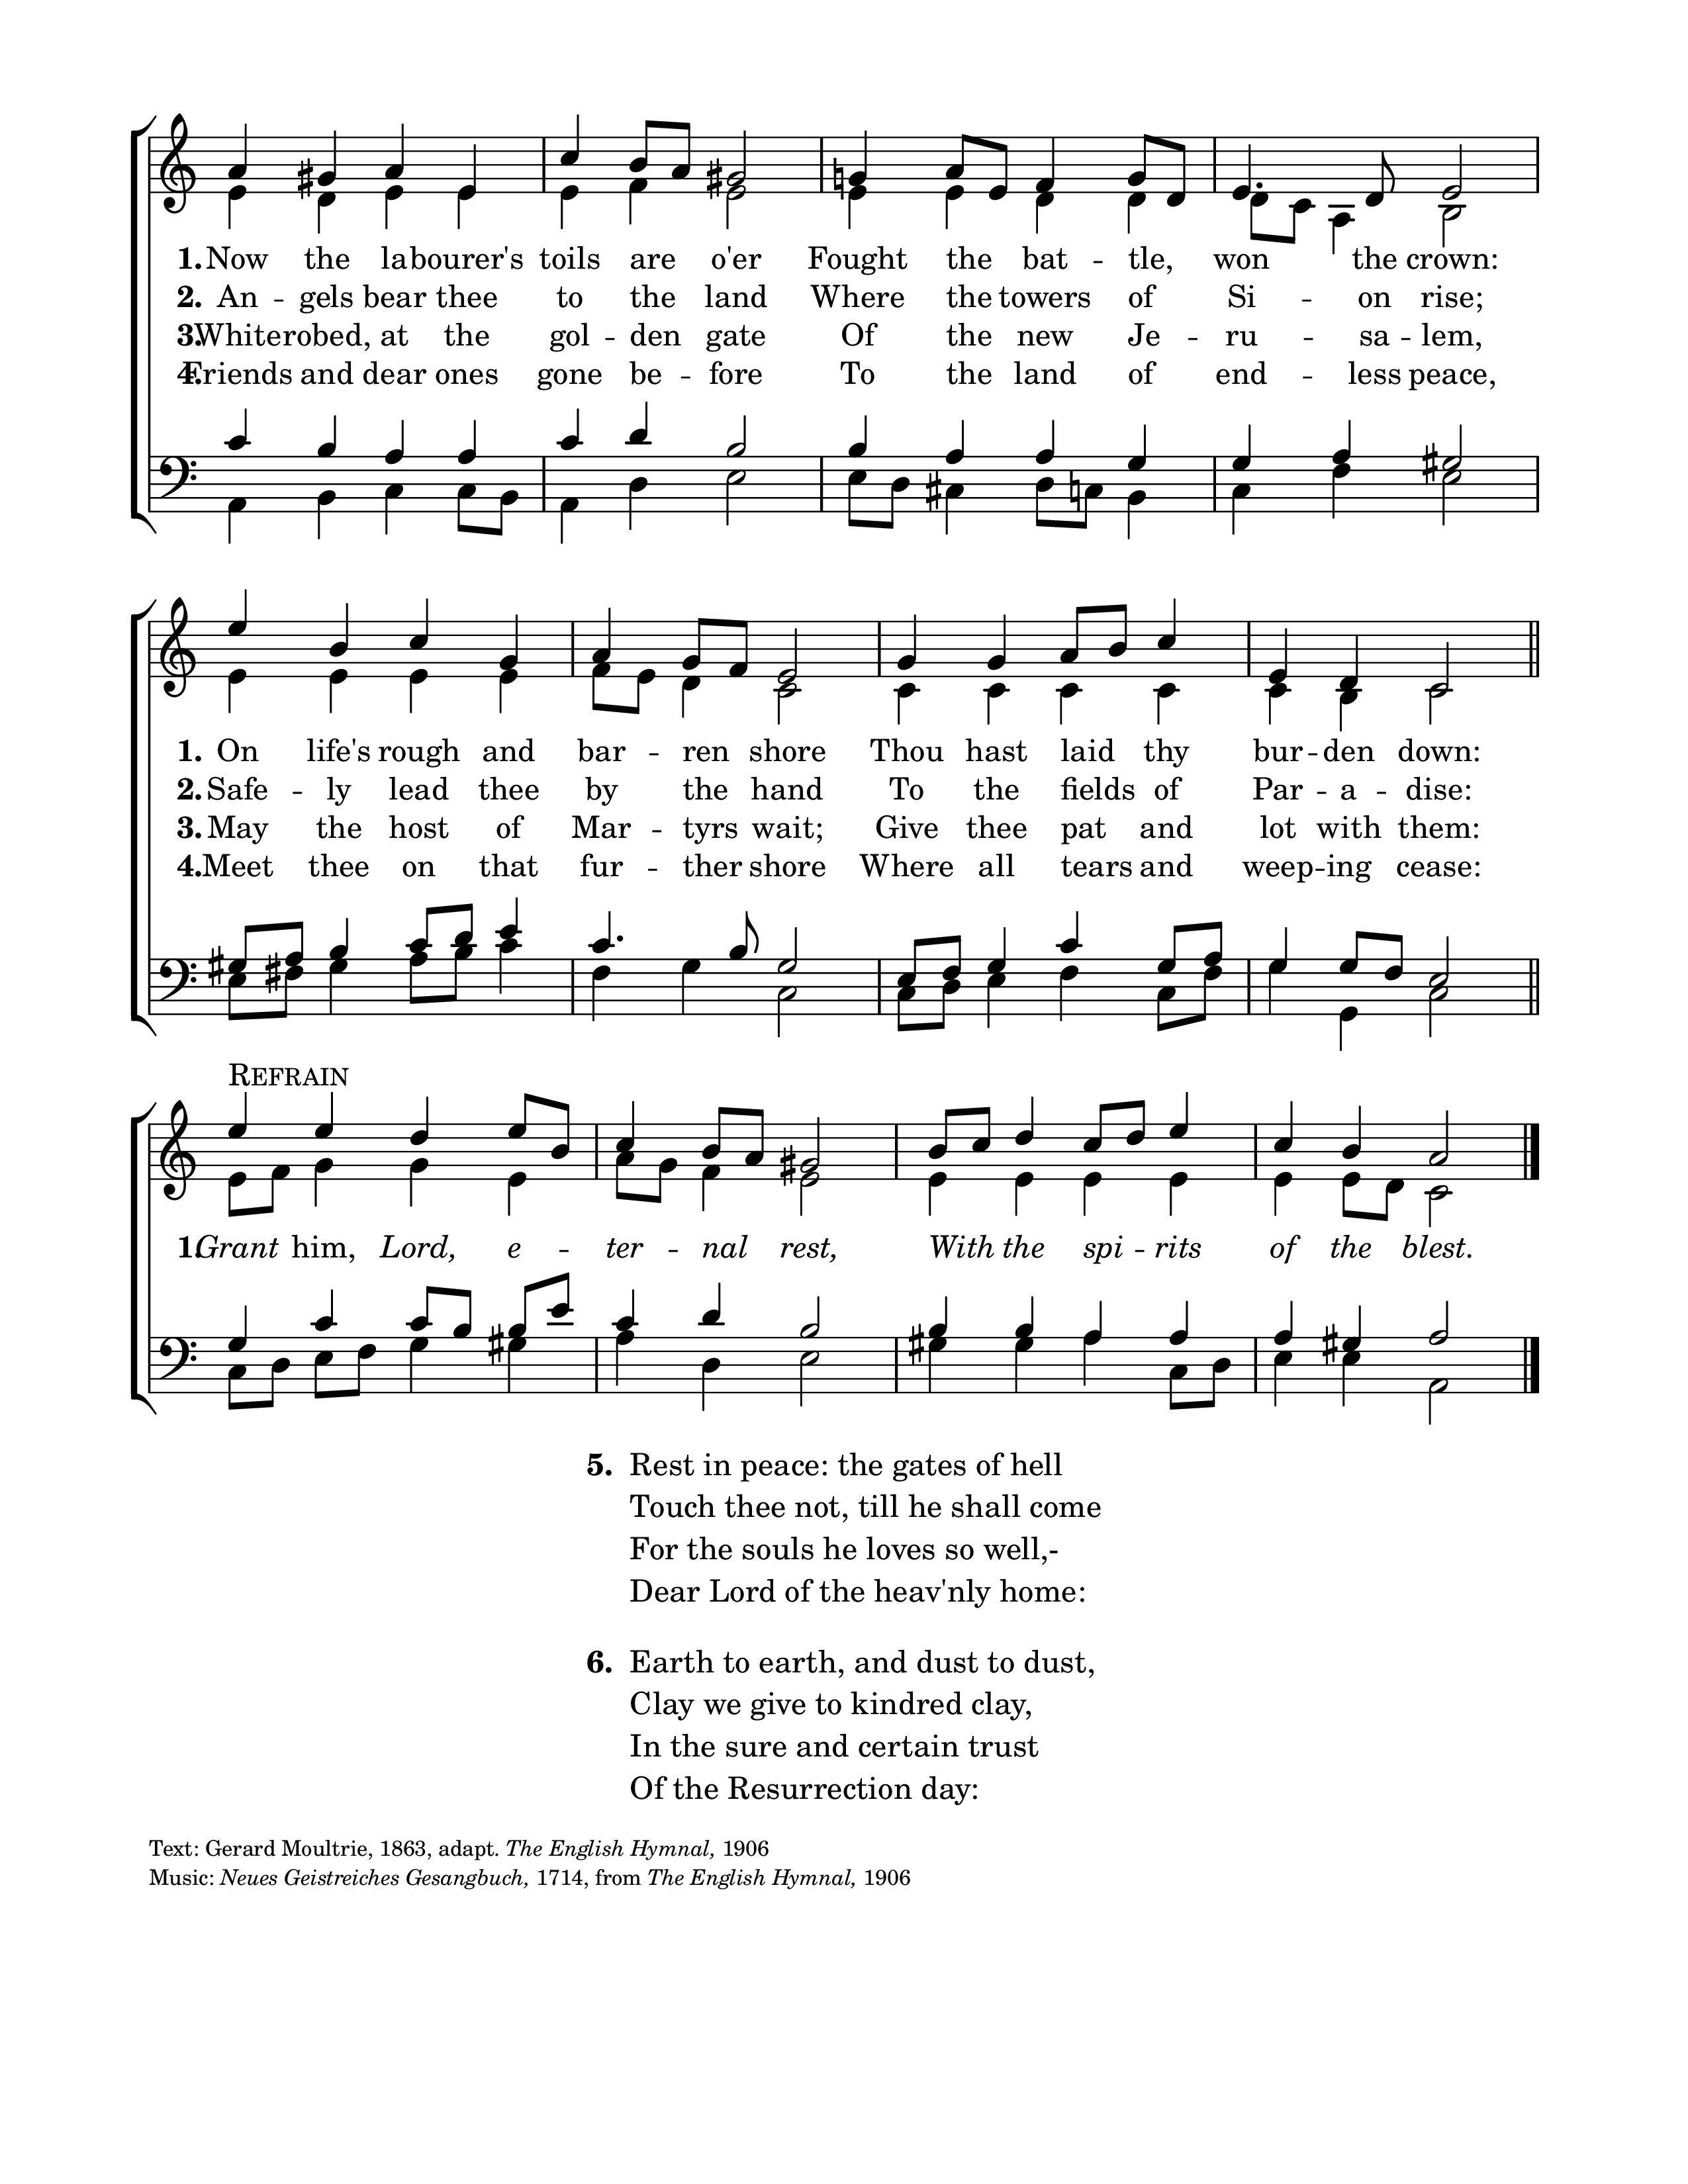 1. Now the labourer's toils are o'er Fought the bat - tle, won the crown:
2. An - gels bear thee to the land Where the towers of Si - on rise;
3. White robed, at the gol - den gate Of the new Je - ru - sa - lem,
4. Friends and dear ones gone be - fore To the land of end - less peace,
1. On life's rough and bar - ren shore Thou hast laid thy bur - den down:
2. Safe - ly lead thee by the hand To the fields of Par - a - dise:
3. May the host of Mar - tyrs wait; Give thee pat and lot with them:
4. Meet thee on that fur - ther shore Where all tears and weep - ing cease:
REFRAIN
1. Grant him, Lord, e - ter - nal rest, With the spi - rits of the blest.
5. Rest in peace: the gates of hell
Touch thee not, till he shall come
For the souls he loves so well,-
Dear Lord of the heav'nly home:
6. Earth to earth, and dust to dust,
Clay we give to kindred clay,
In the sure and certain trust
Of the Resurrection day:
Text: Gerard Moultrie, 1863, adapt. The English Hymnal, 1906
Music: Neues Geistreiches Gesangbuch, 1714, from The English Hymnal, 1906